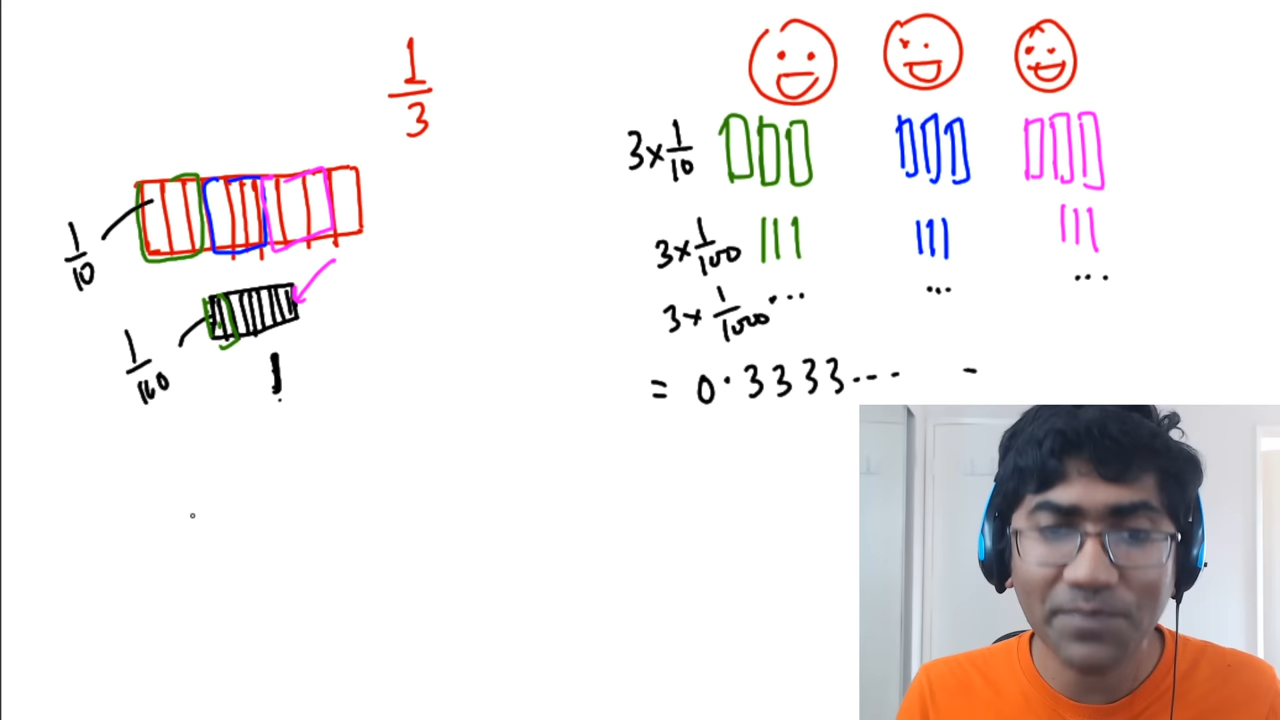 1/3
3 x 1/10
1/10
3 x 1/100
3 x 1/1000 ...
...
...
1/100
= 0.3333...